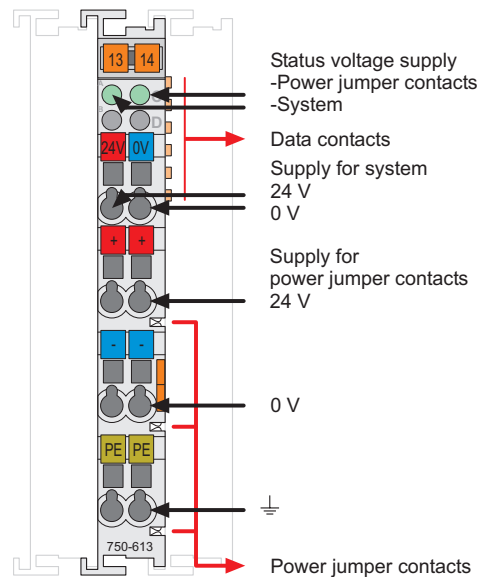 13 14
Status voltage supply
-Power jumper contacts
-System
A C
B D
Data contacts
24V 0V
Supply for system
24 V
0 V
+ +
Supply for
power jumper contacts
24 V
- -
0 V
PE PE
750-613
Power jumper contacts